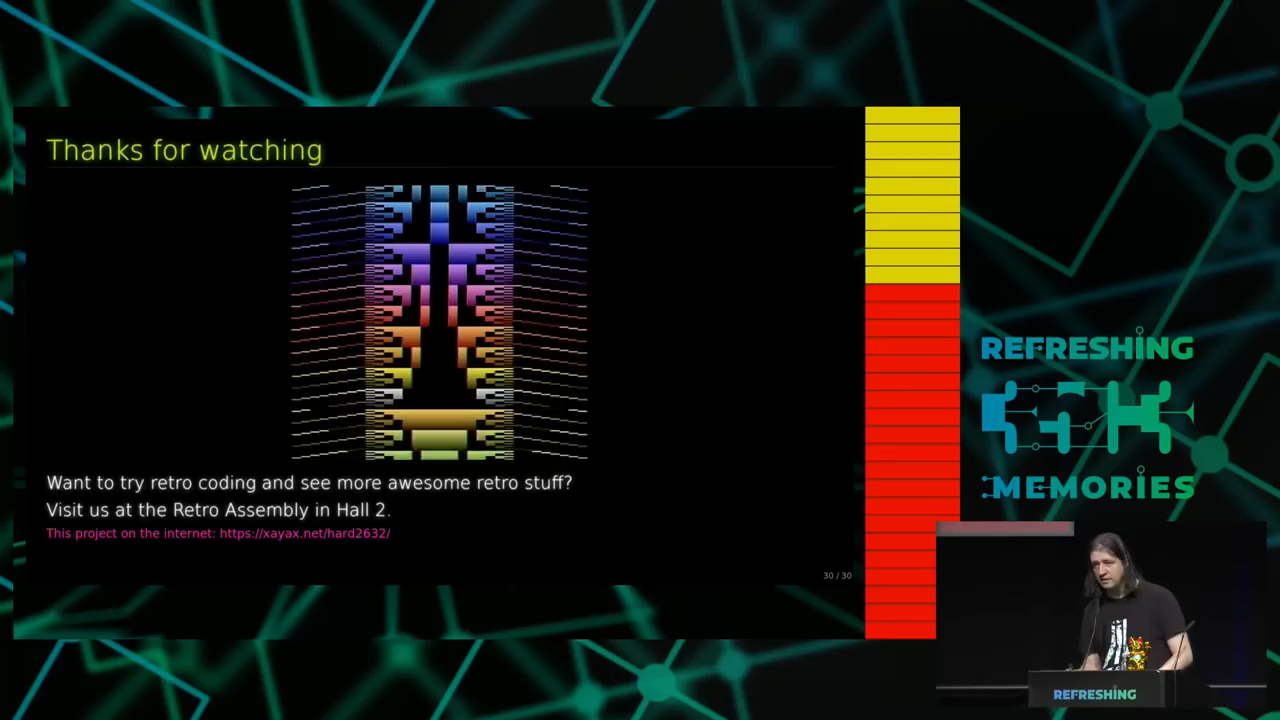 Thanks for watching
Want to try retro coding and see more awesome retro stuff?
Visit us at the Retro Assembly in Hall 2.
This project on the internet: https://xayax.net/hard2632/
30 / 30
REFRESHING
MEMORIES
REFRESHING